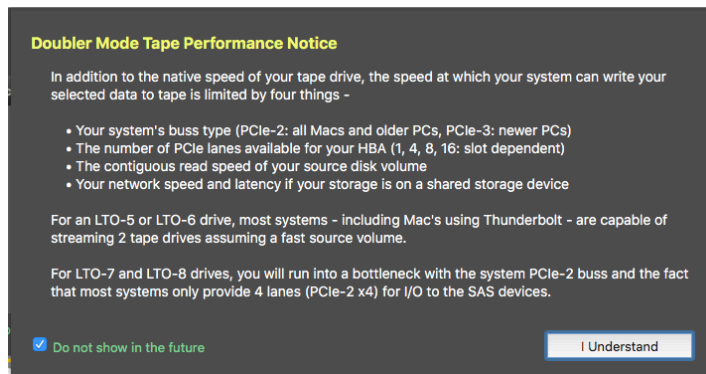 Doubler Mode Tape Performance Notice
In addition to the native speed of your tape drive, the speed at which your system can write your
selected data to tape is limited by four things -
• Your system's buss type (PCIe-2: all Macs and older PCs, PCIe-3: newer PCs)
• The number of PCIe lanes available for your HBA (1, 4, 8, 16: slot dependent)
• The contiguous read speed of your source disk volume
• Your network speed and latency if your storage is on a shared storage device
For an LTO-5 or LTO-6 drive, most systems - including Mac's using Thunderbolt - are capable of
streaming 2 tape drives assuming a fast source volume.
For LTO-7 and LTO-8 drives, you will run into a bottleneck with the system PCIe-2 buss and the fact
that most systems only provide 4 lanes (PCIe-2 x4) for I/O to the SAS devices.
Do not show in the future
I Understand